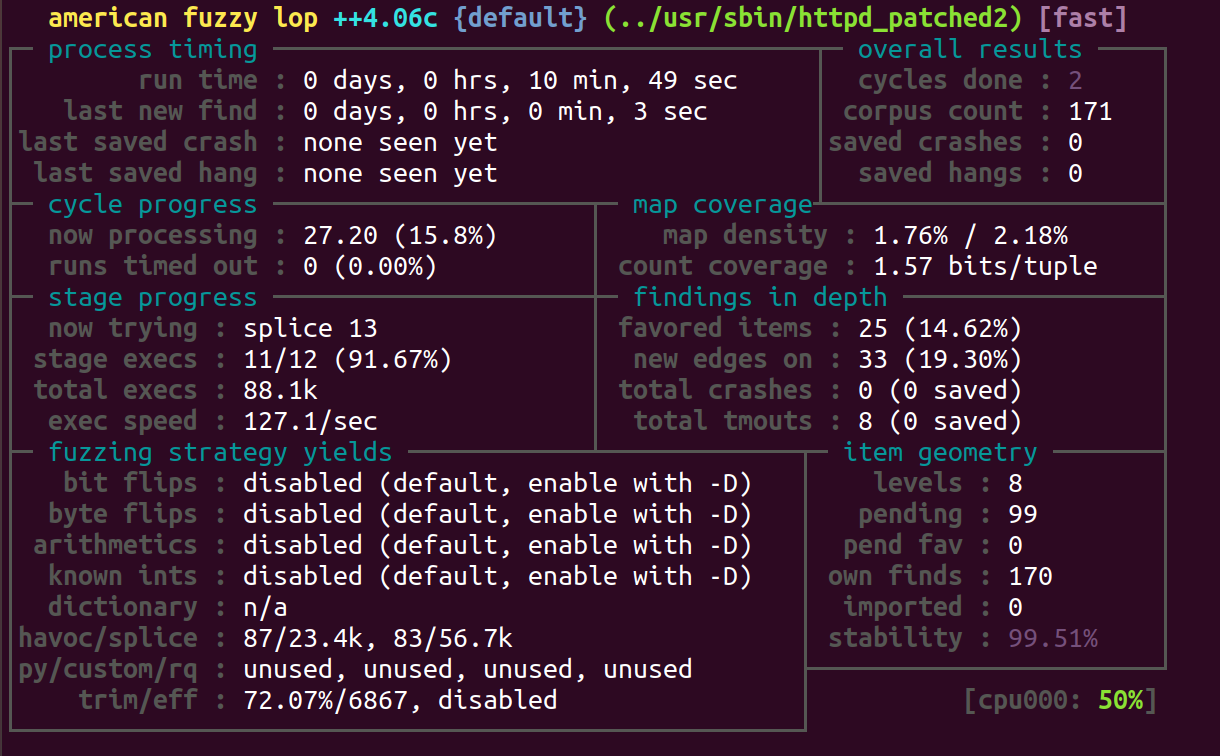 american fuzzy lop ++4.06c {default} (../usr/sbin/httpd_patched2) [fast]
process timing overall results
run time : 0 days, 0 hrs, 10 min, 49 sec cycles done : 2
last new find : 0 days, 0 hrs, 0 min, 3 sec corpus count : 171
last saved crash : none seen yet saved crashes : 0
last saved hang : none seen yet saved hangs : 0
cycle progress map coverage
now processing : 27.20 (15.8%) map density : 1.76% / 2.18%
runs timed out : 0 (0.00%) count coverage : 1.57 bits/tuple
stage progress findings in depth
now trying : splice 13 favored items : 25 (14.62%)
stage execs : 11/12 (91.67%) new edges on : 33 (19.30%)
total execs : 88.1k total crashes : 0 (0 saved)
exec speed : 127.1/sec total tmouts : 8 (0 saved)
fuzzing strategy yields item geometry
bit flips : disabled (default, enable with -D) levels : 8
byte flips : disabled (default, enable with -D) pending : 99
arithmetics : disabled (default, enable with -D) pend fav : 0
known ints : disabled (default, enable with -D) own finds : 170
dictionary : n/a imported : 0
havoc/splice : 87/23.4k, 83/56.7k stability : 99.51%
py/custom/rq : unused, unused, unused, unused
trim/eff : 72.07%/6867, disabled [cpu000: 50%]